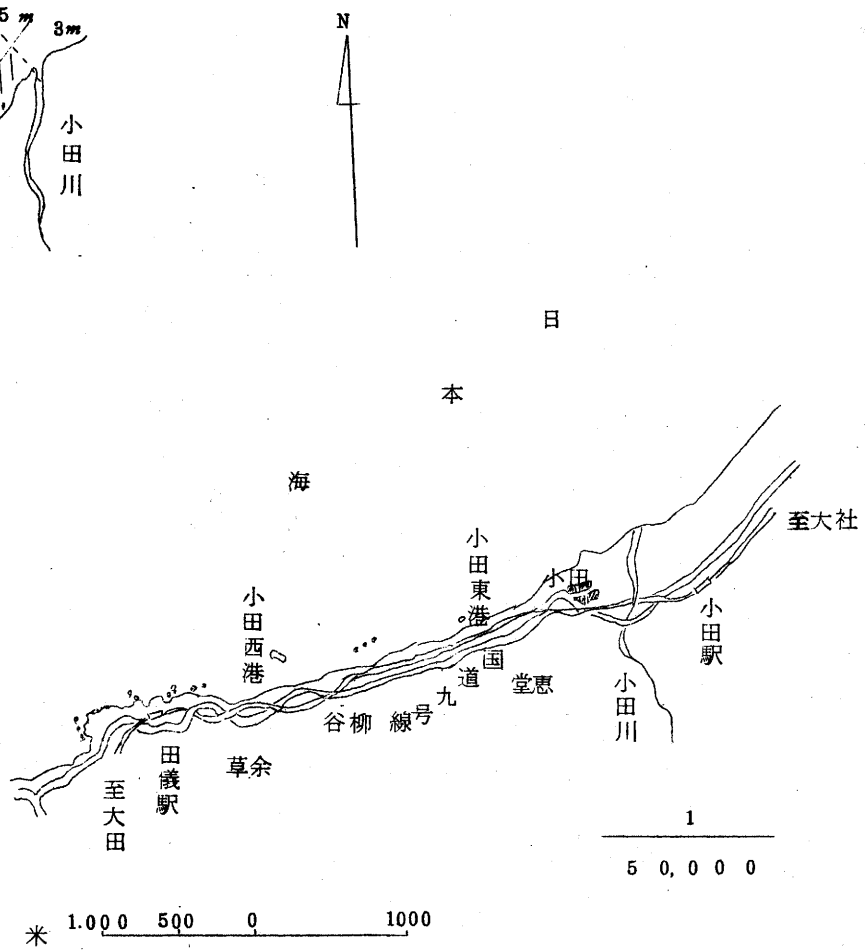 5 m
3m
小田川
N
日本海
至大社
小田東港
小田
小田駅
小田西港
国道九号線
恵堂
小田川
柳谷
余草
田儀駅
至大田
1
50,000
米 1.000 500 0 1000